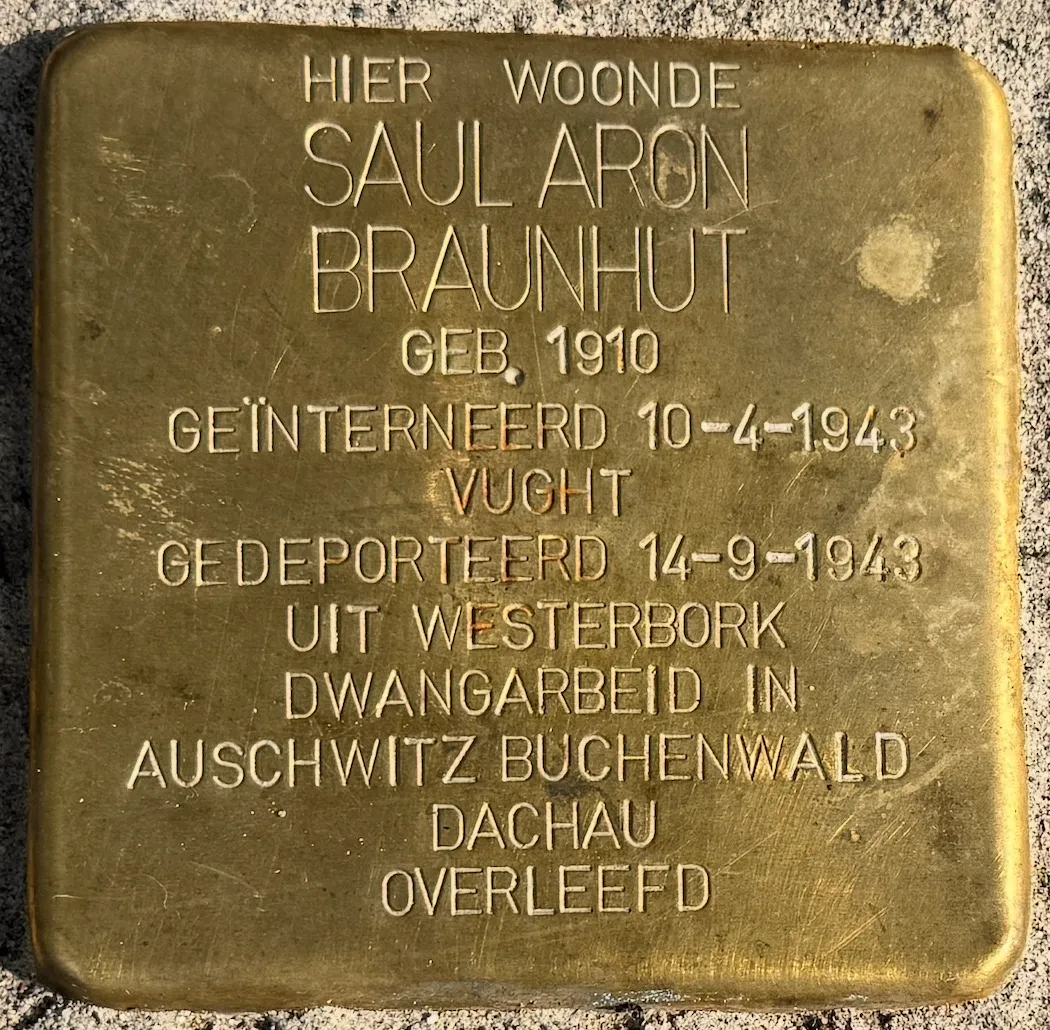 HIER WOONDE
SAUL ARON
BRAUNHUT
GEB. 1910
GEÏNTERNEERD 10-4-1943
VUGHT
GEDEPORTEERD 14-9-1943
UIT WESTERBORK
DWANGARBEID IN
AUSCHWITZ BUCHENWALD
DACHAU
OVERLEEFD